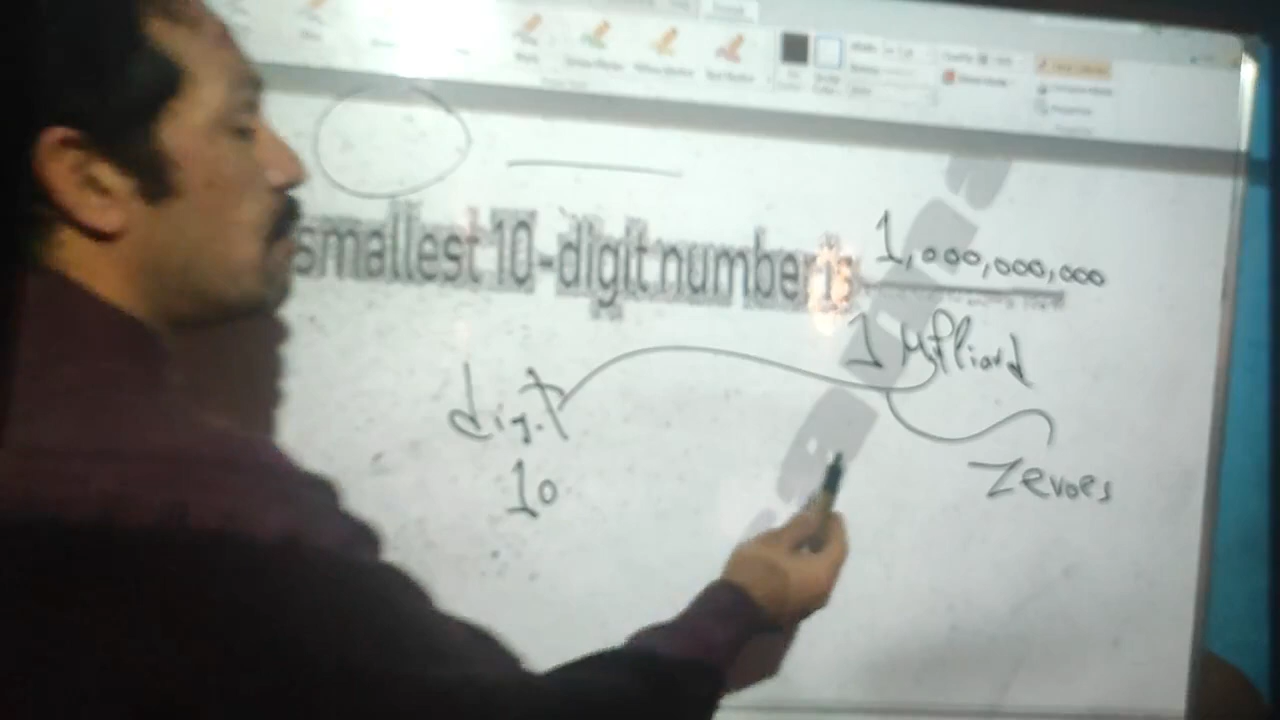 smallest 10-digit number is 1,000,000,000
1 Milliard
digit
Zeroes
10